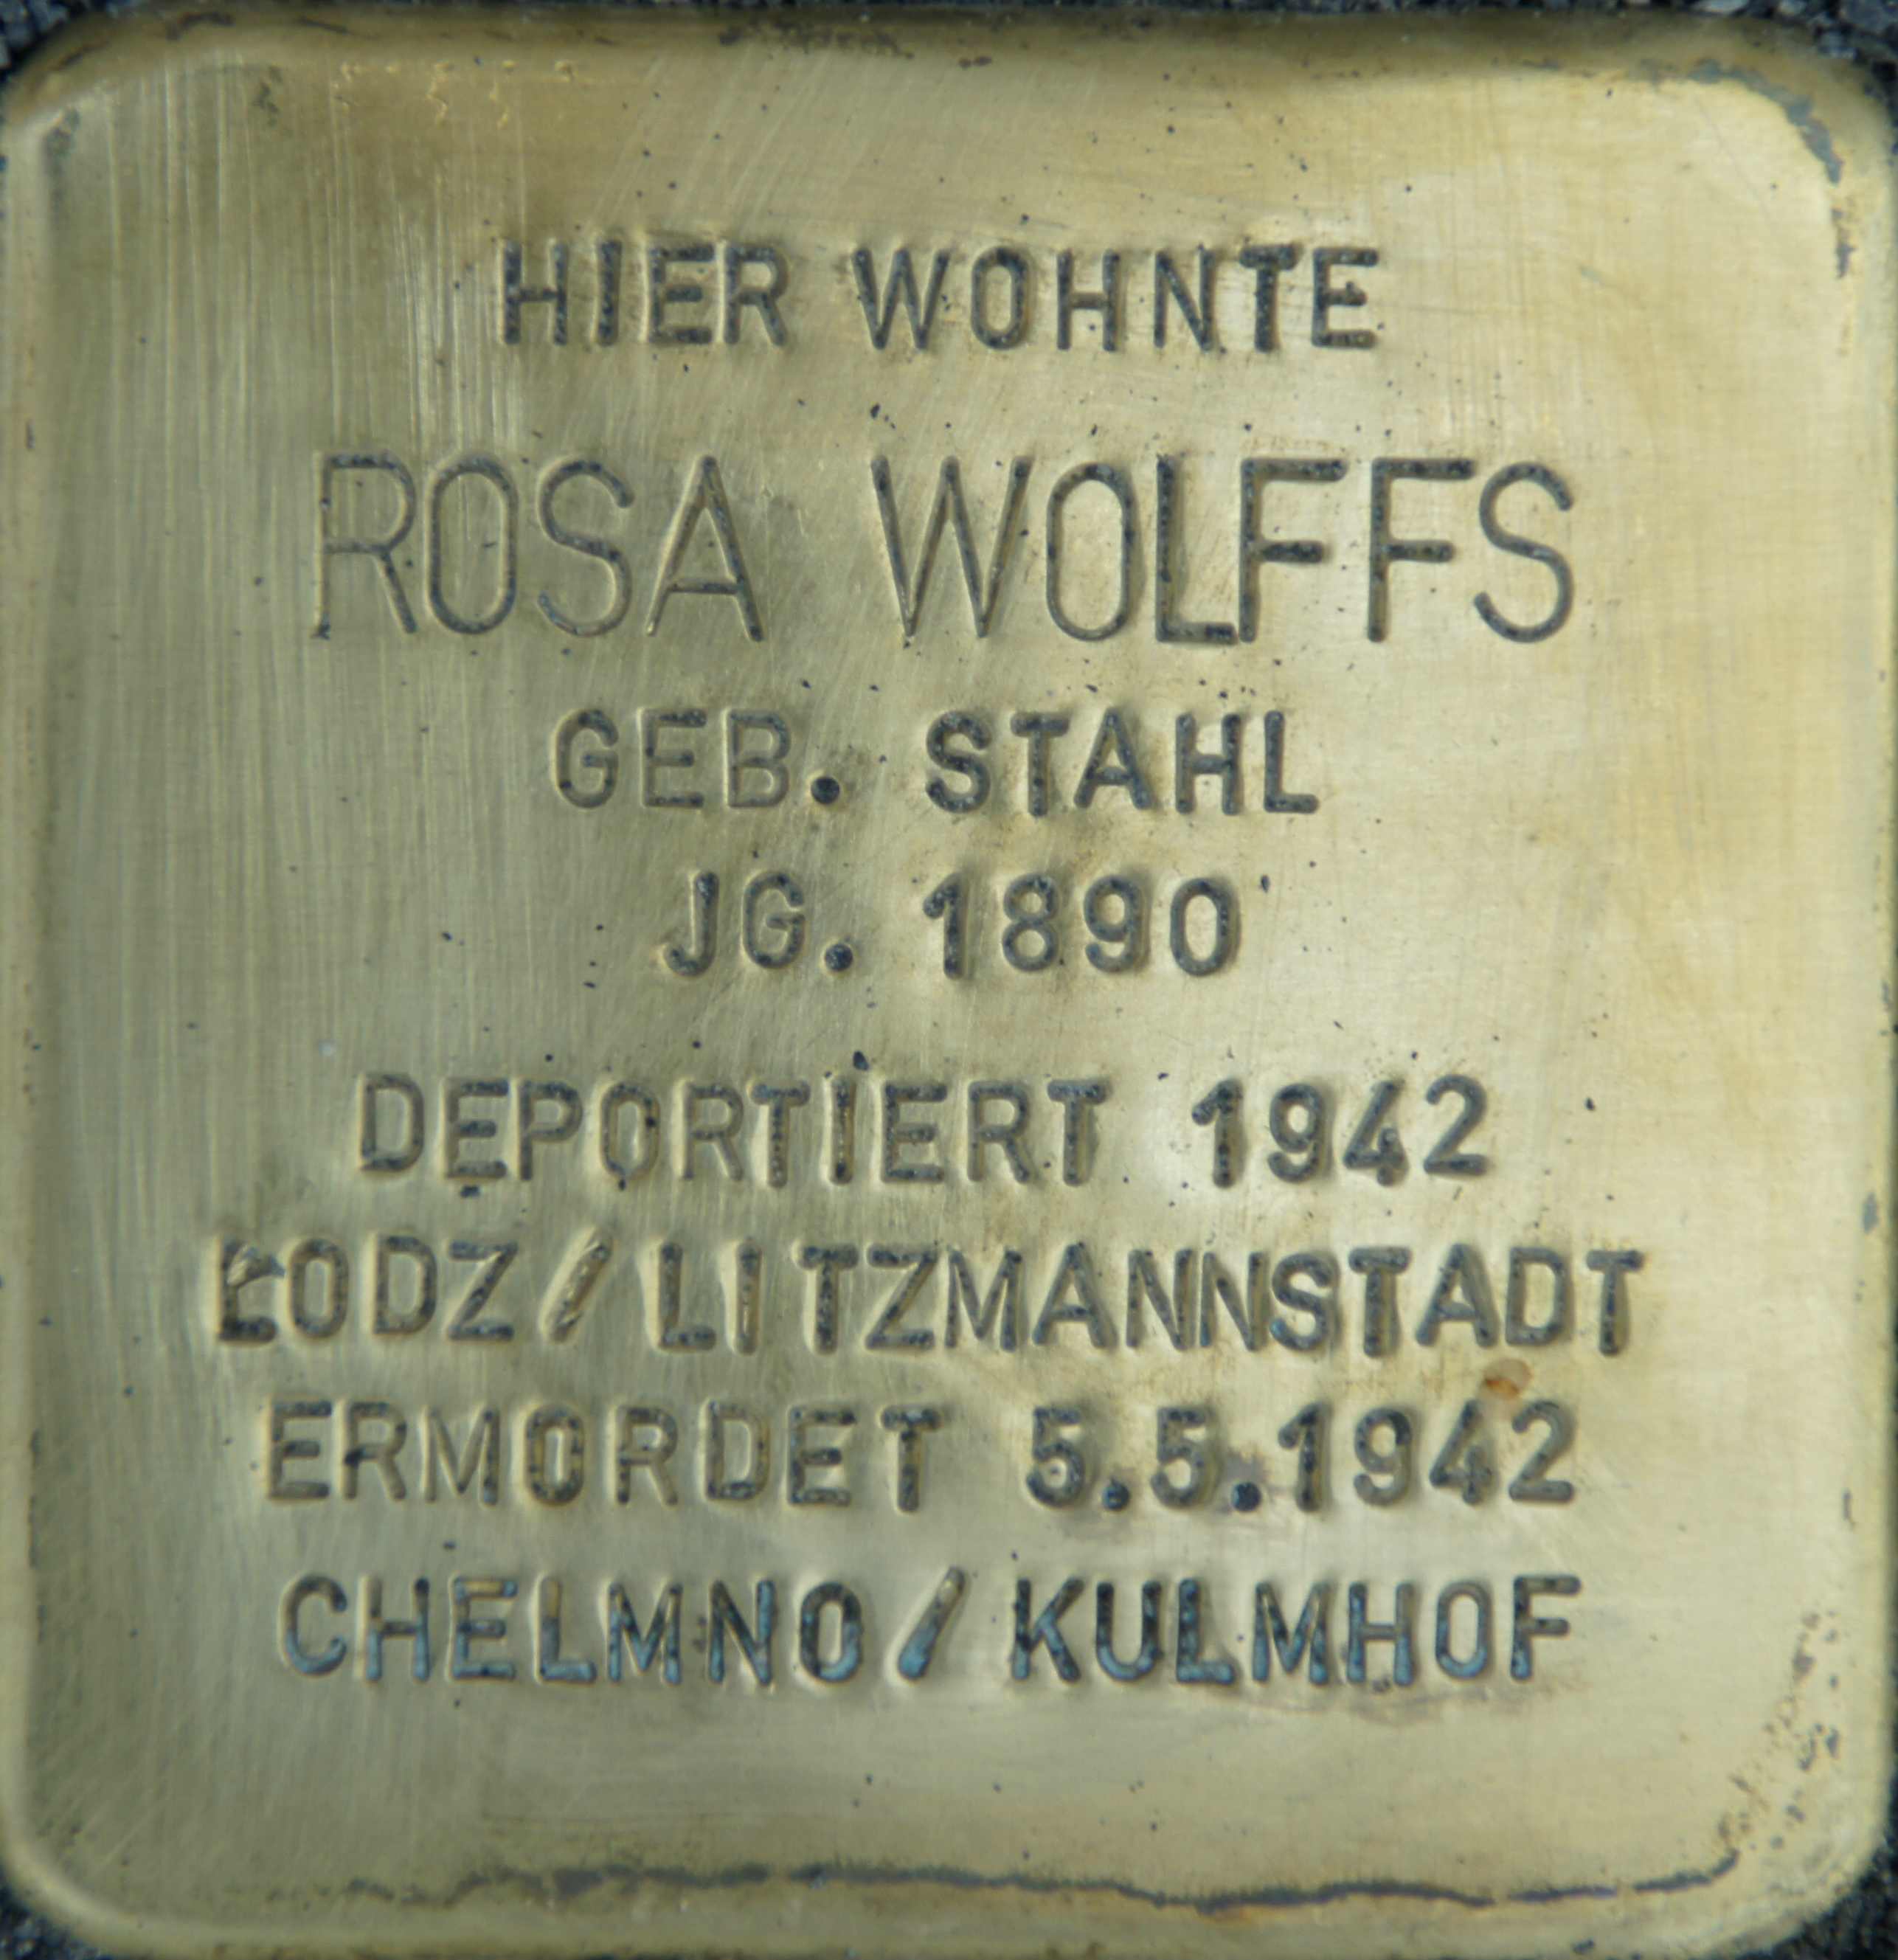 HIER WOHNTE
ROSA WOLFFS
GEB. STAHL
JG. 1890
DEPORTIERT 1942
ŁODZ / LITZMANNSTADT
ERMORDET 5.5.1942
CHELMNO / KULMHOF